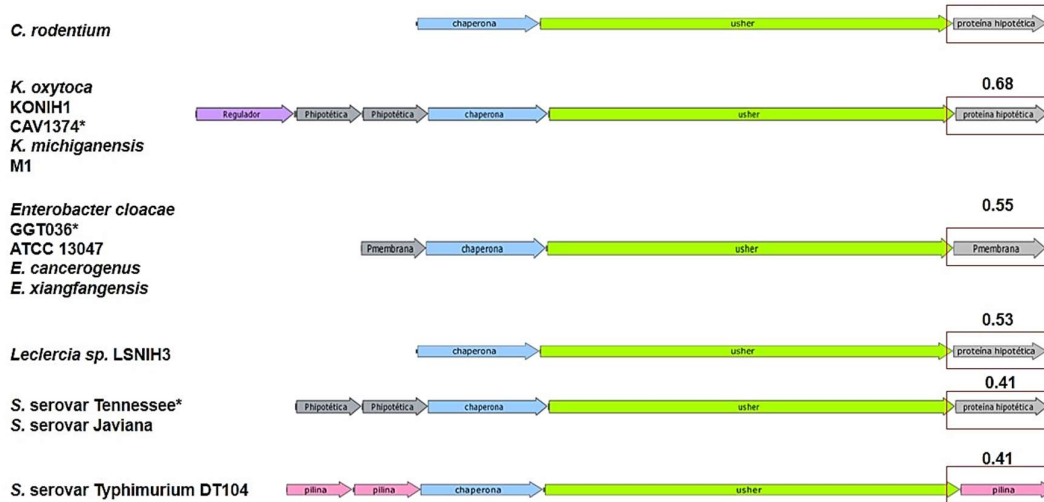 C. rodentium
chaperona usher proteína hipotética
K. oxytoca
KONIH1
CAV1374*
K. michiganensis
M1
0.68
Regulador Phipotética Phipotética chaperona usher proteína hipotética
Enterobacter cloacae
GGT036*
ATCC 13047
E. cancerogenus
E. xiangfangensis
0.55
Pmembrana chaperona usher Pmembrana
0.53
Leclercia sp. LSNIH3
chaperona usher proteína hipotética
0.41
S. serovar Tennessee*
S. serovar Javiana
Phipotética Phipotética chaperona usher proteína hipotética
0.41
S. serovar Typhimurium DT104
pilina pilina chaperona usher pilina